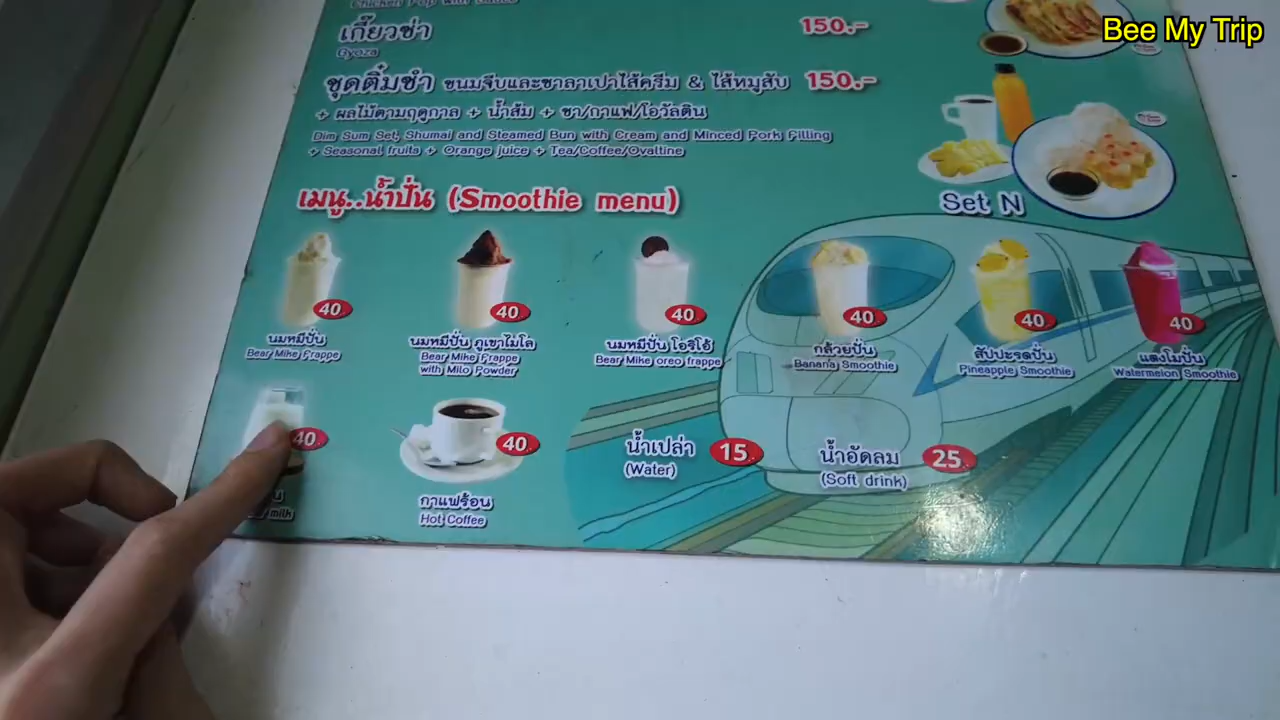 Bee My Trip
Chicken Pop with Sauce
เกี๊ยวซ่า 150.-
Gyoza
ชุดติ๋มซำ ขนมจีบและซาลาเปาไส้ครีม & ไส้หมูสับ 150.-
+ ผลไม้ตามฤดูกาล + น้ำส้ม + ชา/กาแฟ/โอวัลติน
Dim Sum Set, Shumai and Steamed Bun with Cream and Minced Pork Filling
+ Seasonal fruits + Orange juice + Tea/Coffee/Ovaltine
Set N
เมนู..น้ำปั่น (Smoothie menu)
40 40 40 40 40 40
นมหมีปั่น
Bear Mike Frappe
นมหมีปั่น ภูเขาไมโล
Bear Mike Frappe
with Milo Powder
นมหมีปั่น โอริโอ้
Bear Mike oreo frappe
กล้วยปั่น
Banana Smoothie
สัปปะรดปั่น
Pineapple Smoothie
แตงโมปั่น
Watermelon Smoothie
40
milk
40
กาแฟร้อน
Hot Coffee
น้ำเปล่า 15.
(Water)
น้ำอัดลม 25.
(Soft drink)